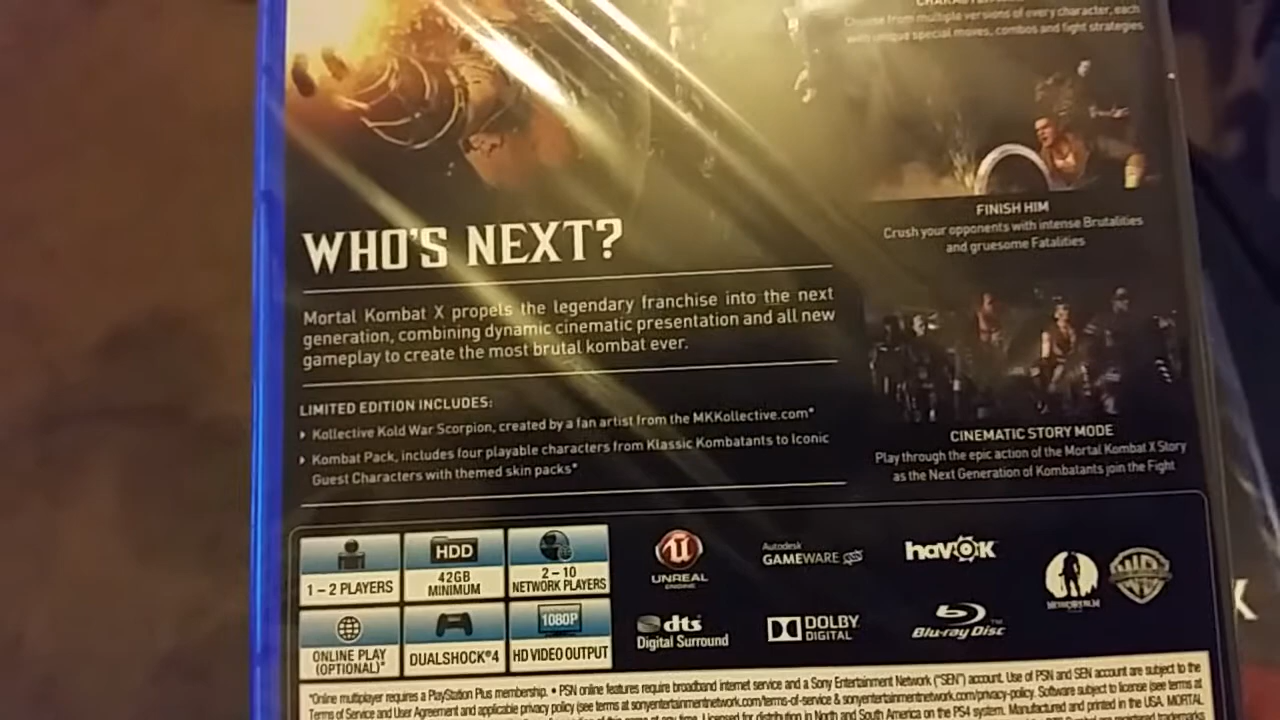 Choose from multiple versions of every character, each
with unique special moves, combos and fight strategies
FINISH HIM
Crush your opponents with intense Brutalities
and gruesome Fatalities
WHO'S NEXT?
Mortal Kombat X propels the legendary franchise into the next
generation, combining dynamic cinematic presentation and all new
gameplay to create the most brutal kombat ever.
LIMITED EDITION INCLUDES:
Kollective Kold War Scorpion, created by a fan artist from the MKKollective.com*
Kombat Pack, includes four playable characters from Klassic Kombatants to Iconic
Guest Characters with themed skin packs*
CINEMATIC STORY MODE
Play through the epic action of the Mortal Kombat X Story
as the Next Generation of Kombatants join the Fight
1 – 2 PLAYERS
HDD
42GB
MINIMUM
2 – 10
NETWORK PLAYERS
ONLINE PLAY
(OPTIONAL)*
DUALSHOCK®4
1080P
HD VIDEO OUTPUT
UNREAL
ENGINE
Autodesk
GAMEWARE
havok
dts
Digital Surround
DOLBY
DIGITAL
Blu-ray Disc™
NETHERREALM
WB
*Online multiplayer requires a PlayStation Plus membership. • PSN online features require broadband internet service and a Sony Entertainment Network ("SEN") account. Use of PSN and SEN account are subject to the
Terms of Service and User Agreement and applicable privacy policy (see terms at sonyentertainmentnetwork.com/terms-of-service & sonyentertainmentnetwork.com/privacy-policy. Software subject to license (see terms at
at any time. Licensed for distribution in North and South America on the PS4 system. Manufactured and printed in the USA. MORTAL